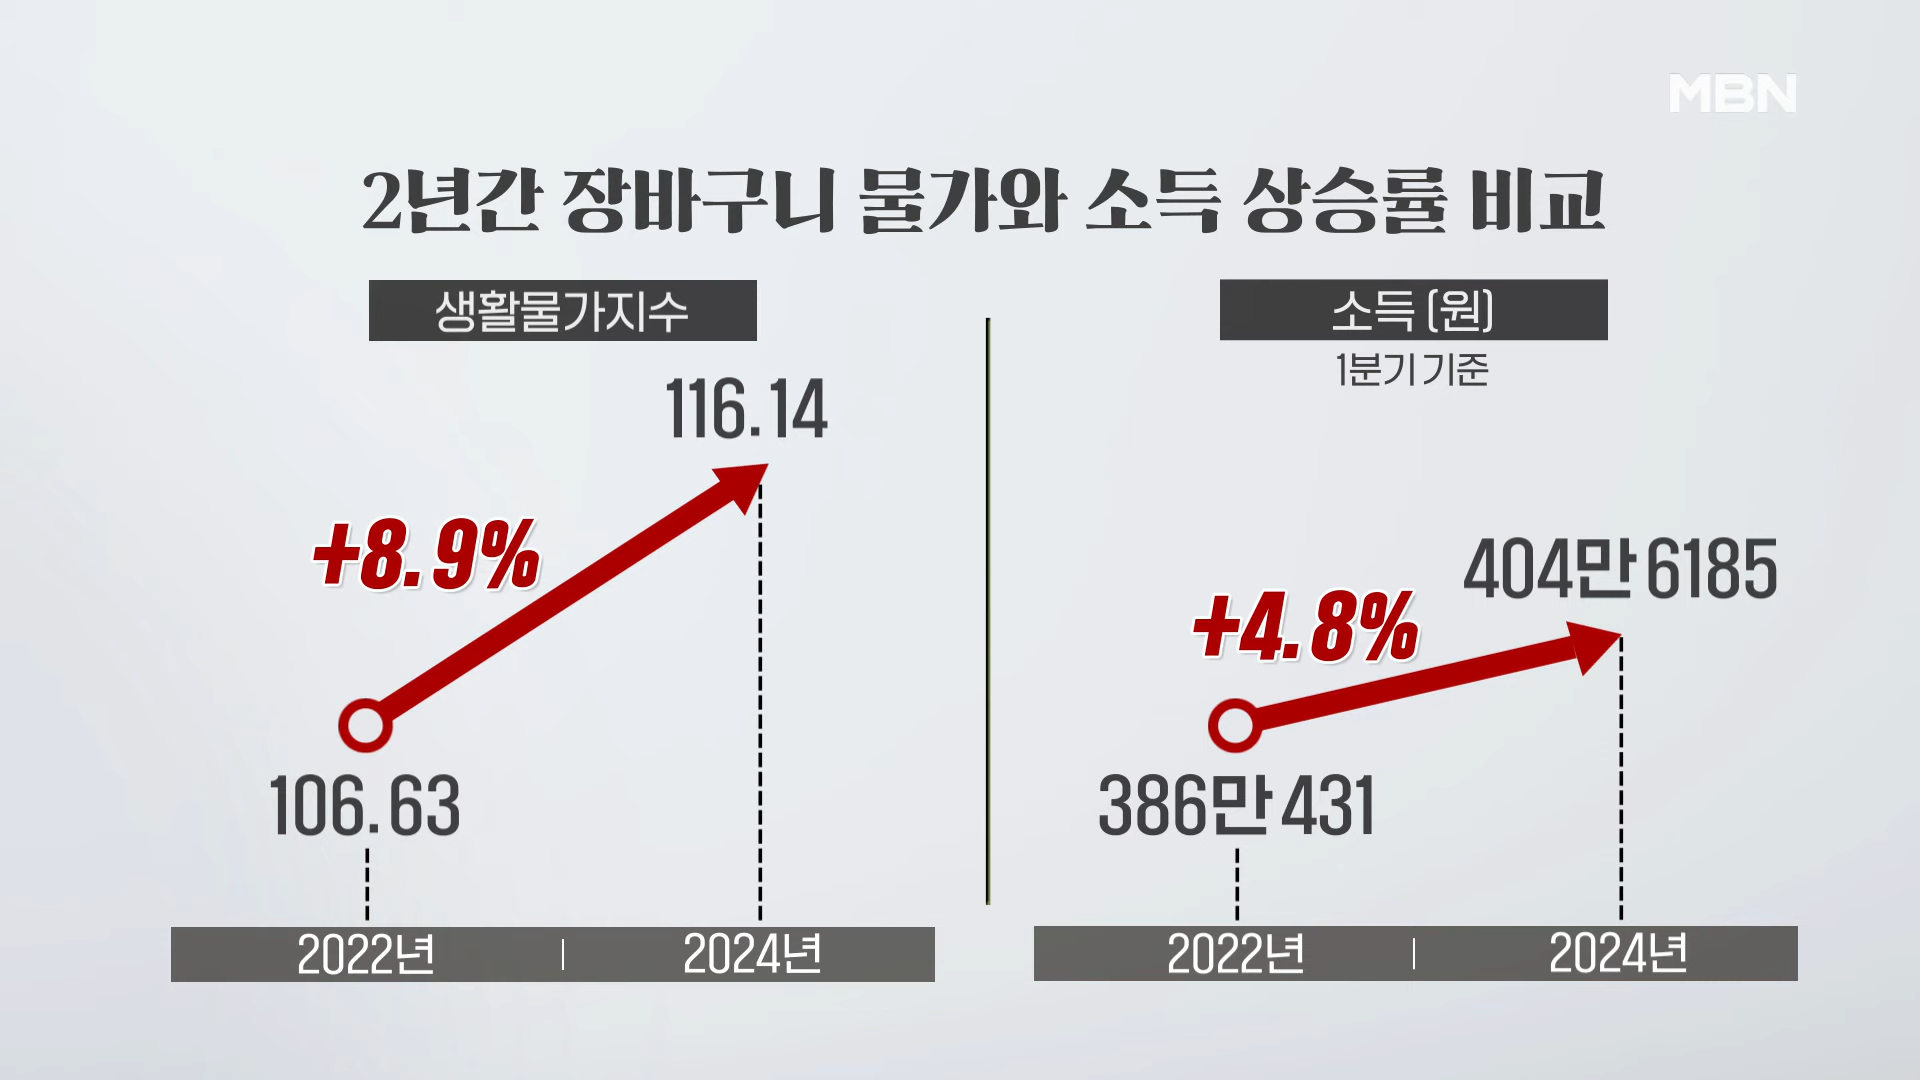 MBN
2년간 장바구니 물가와 소득 상승률 비교
생활물가지수
116.14
+8.9%
106.63
2022년
2024년
소득 (원)
1분기 기준
404만 6185
+4.8%
386만 431
2022년
2024년